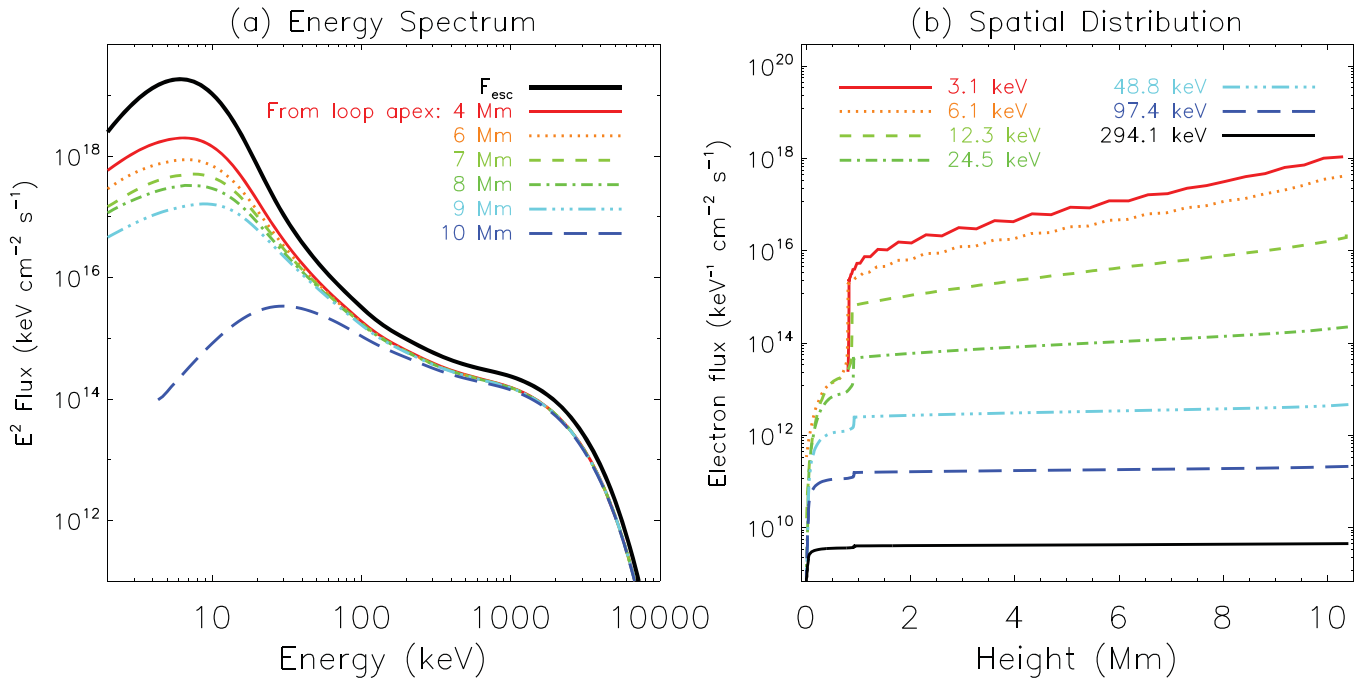 (a) Energy Spectrum
E² Flux (keV cm⁻² s⁻¹)
10¹⁸
10¹⁶
10¹⁴
10¹²
F_esc
From loop apex: 4 Mm
6 Mm
7 Mm
8 Mm
9 Mm
10 Mm
10
100
1000
10000
Energy (keV)
(b) Spatial Distribution
Electron flux (keV⁻¹ cm⁻² s⁻¹)
10²⁰
10¹⁸
10¹⁶
10¹⁴
10¹²
10¹⁰
3.1 keV
6.1 keV
12.3 keV
24.5 keV
48.8 keV
97.4 keV
294.1 keV
0
2
4
6
8
10
Height (Mm)